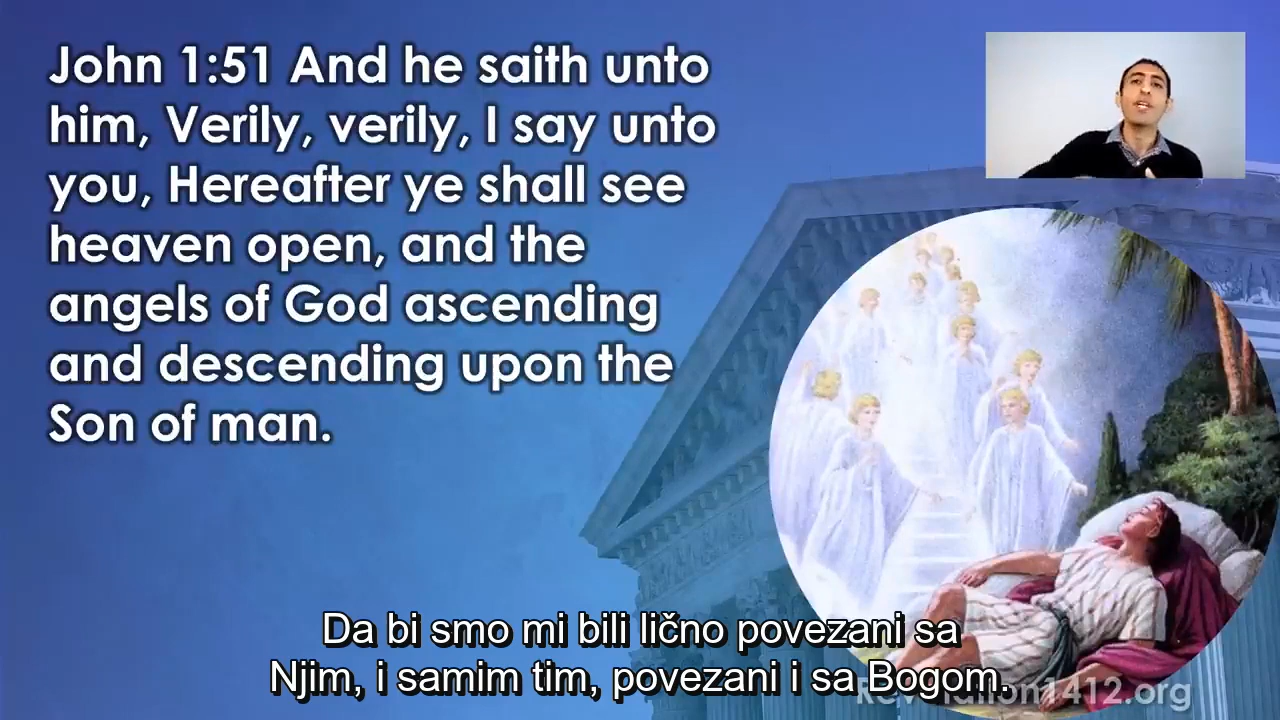 John 1:51 And he saith unto
him, Verily, verily, I say unto
you, Hereafter ye shall see
heaven open, and the
angels of God ascending
and descending upon the
Son of man.
Da bi smo mi bili lično povezani sa
Njim, i samim tim, povezani i sa Bogom.
Revelation1412.org